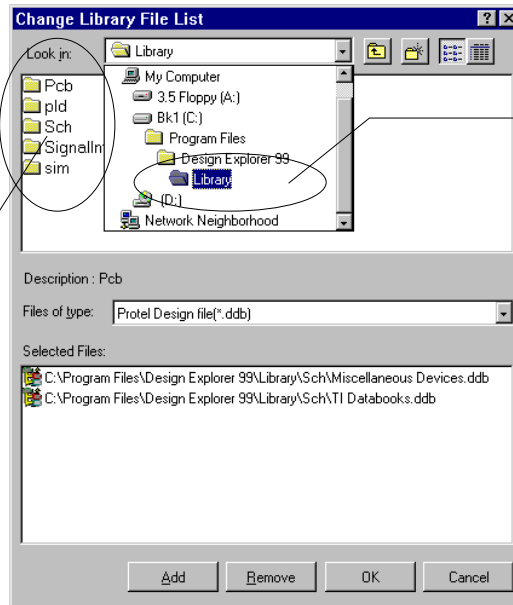 Change Library File List
Look in:
Library
My Computer
3.5 Floppy (A:)
Bk1 (C:)
Program Files
Design Explorer 99
Library
(D:)
Network Neighborhood
Pcb
pld
Sch
SignalIn
sim
Description : Pcb
Files of type:
Protel Design file(*.ddb)
Selected Files:
C:\Program Files\Design Explorer 99\Library\Sch\Miscellaneous Devices.ddb
C:\Program Files\Design Explorer 99\Library\Sch\TI Databooks.ddb
Add
Remove
OK
Cancel